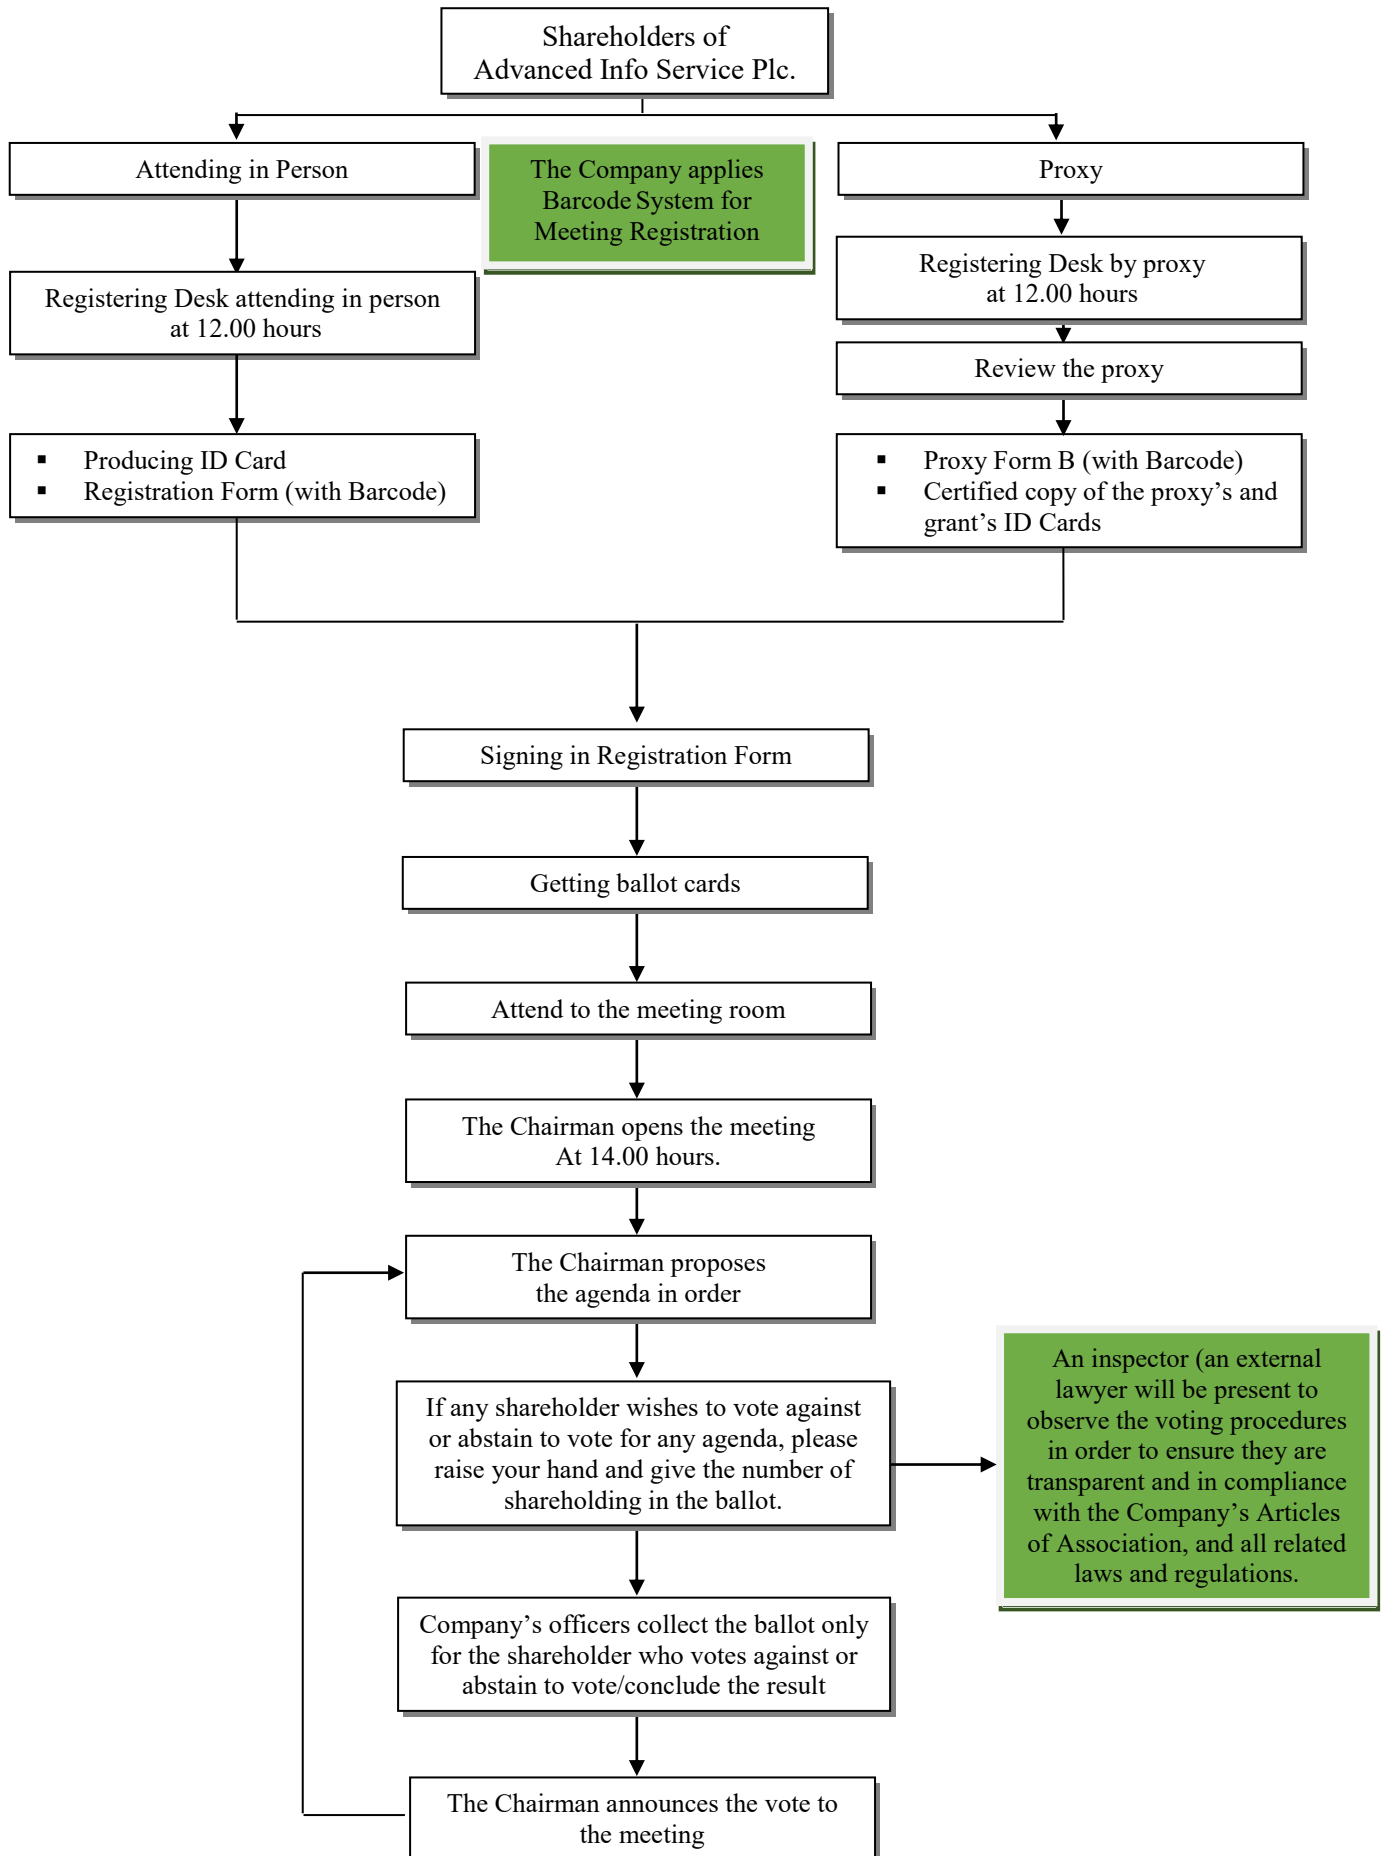 Shareholders of
Advanced Info Service Plc.
Attending in Person
The Company applies
Barcode System for
Meeting Registration
Proxy
Registering Desk attending in person
at 12.00 hours
Registering Desk by proxy
at 12.00 hours
Review the proxy
▪ Producing ID Card
▪ Registration Form (with Barcode)
▪ Proxy Form B (with Barcode)
▪ Certified copy of the proxy’s and
grant’s ID Cards
Signing in Registration Form
Getting ballot cards
Attend to the meeting room
The Chairman opens the meeting
At 14.00 hours.
The Chairman proposes
the agenda in order
If any shareholder wishes to vote against
or abstain to vote for any agenda, please
raise your hand and give the number of
shareholding in the ballot.
An inspector (an external
lawyer will be present to
observe the voting procedures
in order to ensure they are
transparent and in compliance
with the Company’s Articles
of Association, and all related
laws and regulations.
Company’s officers collect the ballot only
for the shareholder who votes against or
abstain to vote/conclude the result
The Chairman announces the vote to
the meeting